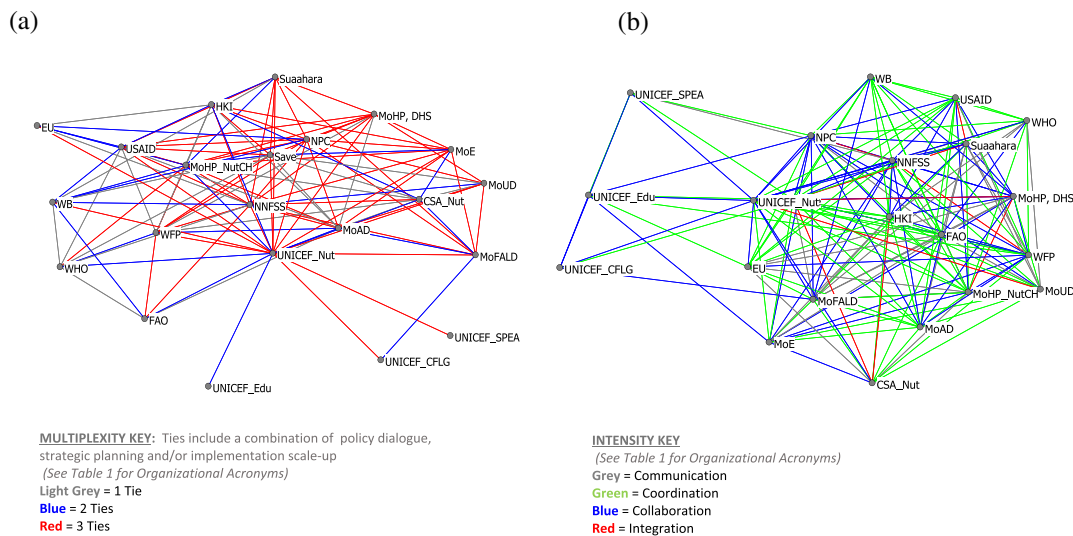 (a)
(b)
Suaahara
HKI
MoHP, DHS
EU
NPC
USAID
Save
MoE
MoHP_NutCH
MoUD
WB
CSA_Nut
NNFSS
WFP
MoAD
UNICEF_Nut
MoFALD
WHO
FAO
UNICEF_SPEA
UNICEF_CFLG
UNICEF_Edu
MULTIPLEXITY KEY: Ties include a combination of policy dialogue,
strategic planning and/or implementation scale-up
(See Table 1 for Organizational Acronyms)
Light Grey = 1 Tie
Blue = 2 Ties
Red = 3 Ties
WB
UNICEF_SPEA
USAID
WHO
NPC
Suaahara
NNFSS
UNICEF_Edu
UNICEF_Nut
MoHP, DHS
HKI
FAO
WFP
UNICEF_CFLG
EU
MoUD
MoHP_NutCH
MoFALD
MoAD
MoE
CSA_Nut
INTENSITY KEY
(See Table 1 for Organizational Acronyms)
Grey = Communication
Green = Coordination
Blue = Collaboration
Red = Integration